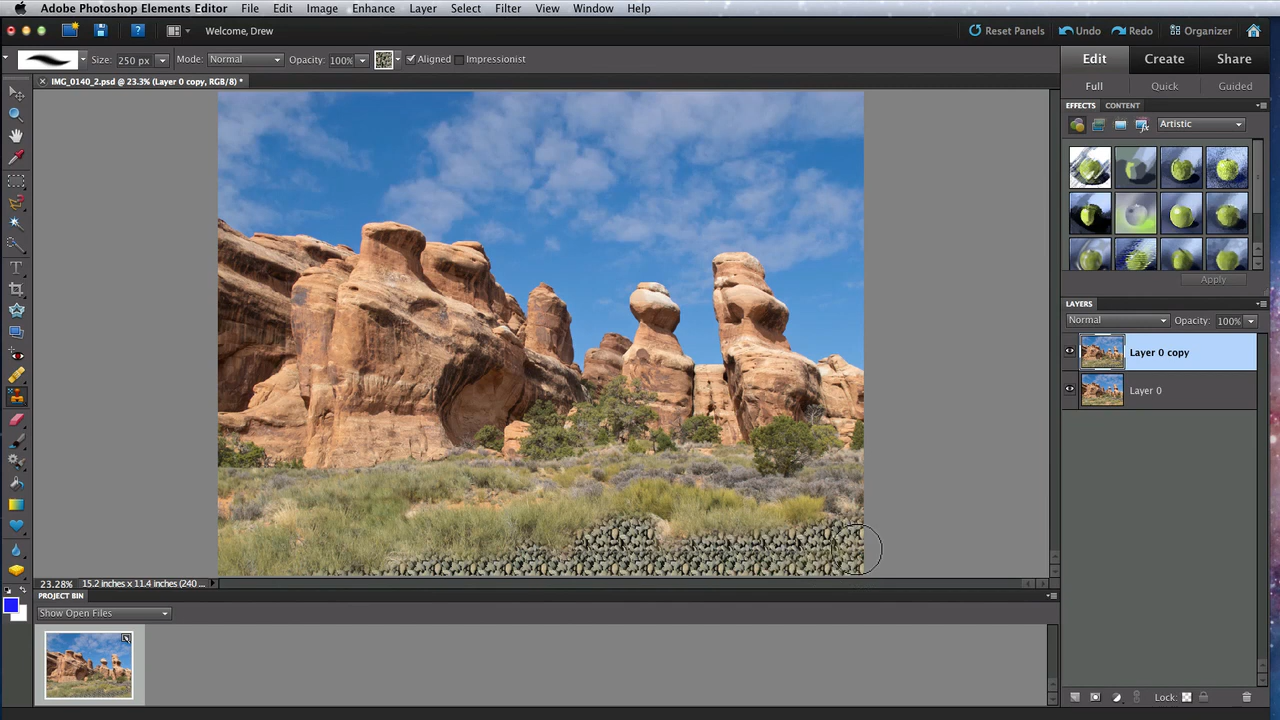 Adobe Photoshop Elements Editor File Edit Image Enhance Layer Select Filter View Window Help
Welcome, Drew Reset Panels Undo Redo Organizer
Size: 250 px Mode: Normal Opacity: 100% Aligned Impressionist
Edit Create Share
IMG_0140_2.psd @ 23.3% (Layer 0 copy, RGB/8) *
Full Quick Guided
EFFECTS CONTENT
Artistic
Apply
LAYERS
Normal Opacity: 100%
Layer 0 copy
Layer 0
23.28% 15.2 inches x 11.4 inches (240 ...
PROJECT BIN
Show Open Files
Lock: